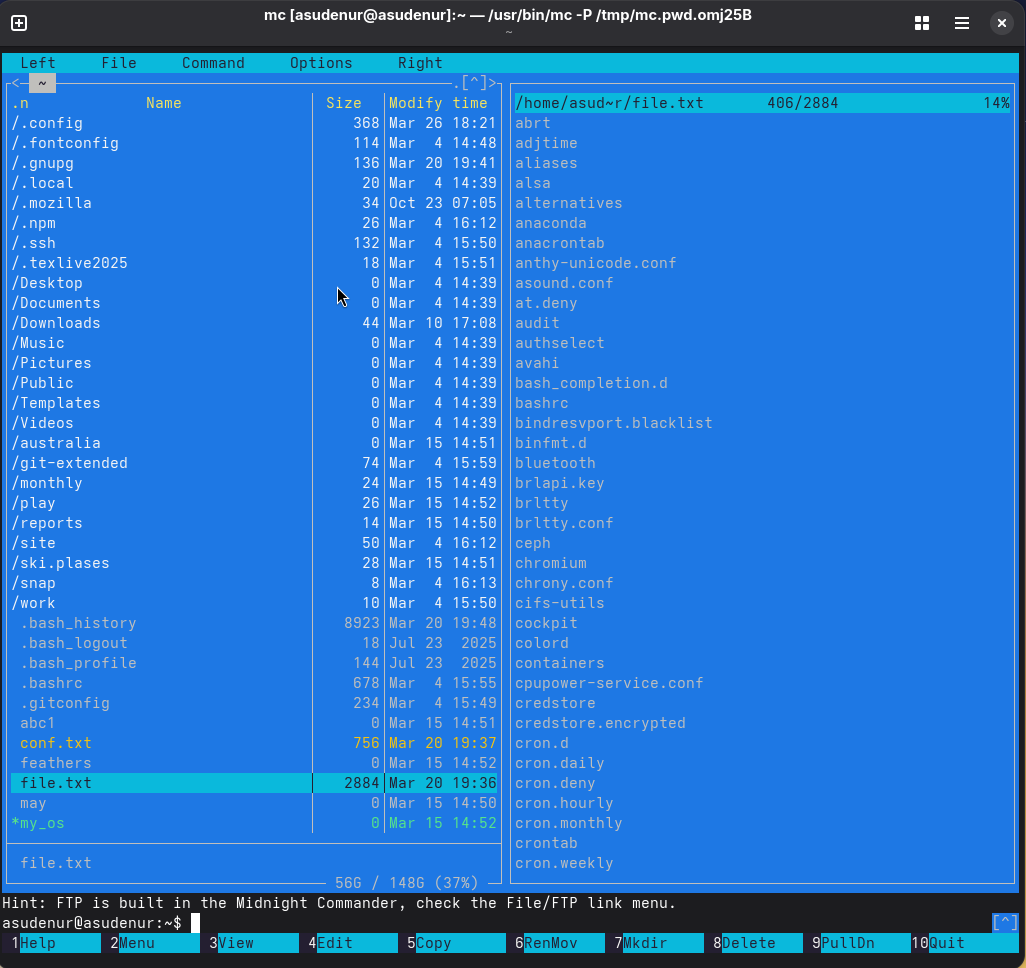 mc [asudenur@asudenur]:~ — /usr/bin/mc -P /tmp/mc.pwd.omj25B
~
Left File Command Options Right
<- ~ .[^]>
.n Name Size Modify time
/.config 368 Mar 26 18:21
/.fontconfig 114 Mar 4 14:48
/.gnupg 136 Mar 20 19:41
/.local 20 Mar 4 14:39
/.mozilla 34 Oct 23 07:05
/.npm 26 Mar 4 16:12
/.ssh 132 Mar 4 15:50
/.texlive2025 18 Mar 4 15:51
/Desktop 0 Mar 4 14:39
/Documents 0 Mar 4 14:39
/Downloads 44 Mar 10 17:08
/Music 0 Mar 4 14:39
/Pictures 0 Mar 4 14:39
/Public 0 Mar 4 14:39
/Templates 0 Mar 4 14:39
/Videos 0 Mar 4 14:39
/australia 0 Mar 15 14:51
/git-extended 74 Mar 4 15:59
/monthly 24 Mar 15 14:49
/play 26 Mar 15 14:52
/reports 14 Mar 15 14:50
/site 50 Mar 4 16:12
/ski.plases 28 Mar 15 14:51
/snap 8 Mar 4 16:13
/work 10 Mar 4 15:50
.bash_history 8923 Mar 20 19:48
.bash_logout 18 Jul 23 2025
.bash_profile 144 Jul 23 2025
.bashrc 678 Mar 4 15:55
.gitconfig 234 Mar 4 15:49
abc1 0 Mar 15 14:51
conf.txt 756 Mar 20 19:37
feathers 0 Mar 15 14:52
file.txt 2884 Mar 20 19:36
may 0 Mar 15 14:50
*my_os 0 Mar 15 14:52
file.txt
56G / 148G (37%)
/home/asud~r/file.txt 406/2884 14%
abrt
adjtime
aliases
alsa
alternatives
anaconda
anacrontab
anthy-unicode.conf
asound.conf
at.deny
audit
authselect
avahi
bash_completion.d
bashrc
bindresvport.blacklist
binfmt.d
bluetooth
brlapi.key
brltty
brltty.conf
ceph
chromium
chrony.conf
cifs-utils
cockpit
colord
containers
cpupower-service.conf
credstore
credstore.encrypted
cron.d
cron.daily
cron.deny
cron.hourly
cron.monthly
crontab
cron.weekly
Hint: FTP is built in the Midnight Commander, check the File/FTP link menu.
asudenur@asudenur:~$ [^]
1Help 2Menu 3View 4Edit 5Copy 6RenMov 7Mkdir 8Delete 9PullDn 10Quit